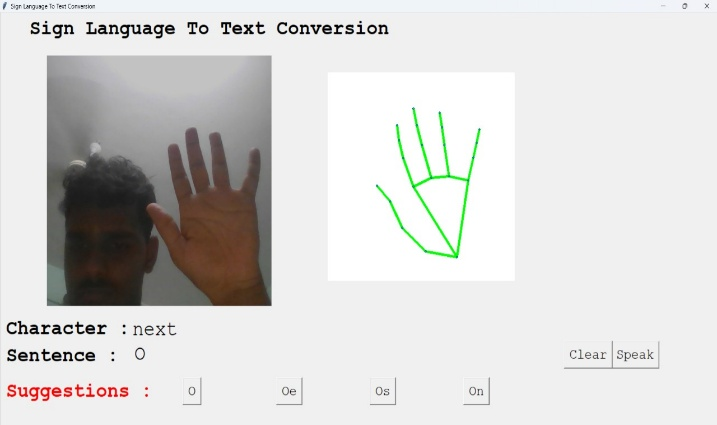 Sign Language To Text Conversion
Sign Language To Text Conversion
Character : next
Sentence : O
Clear Speak
Suggestions : O Oe Os On